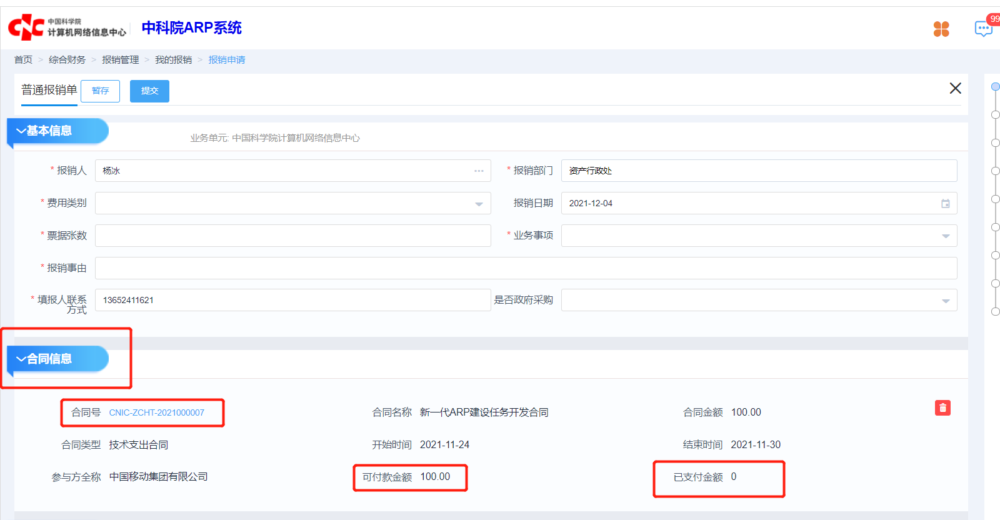 CNC 中国科学院
计算机网络信息中心
中科院ARP系统
99
首页 > 综合财务 > 报销管理 > 我的报销 > 报销申请
普通报销单 暂存 提交
基本信息
业务单元: 中国科学院计算机网络信息中心
* 报销人 杨冰 ··· * 报销部门 资产行政处
* 费用类别 报销日期 2021-12-04
* 票据张数 * 业务事项
* 报销事由
* 填报人联系方式 13652411621 是否政府采购
合同信息
合同号 CNIC-ZCHT-2021000007 合同名称 新一代ARP建设任务开发合同 合同金额 100.00
合同类型 技术支出合同 开始时间 2021-11-24 结束时间 2021-11-30
参与方全称 中国移动集团有限公司 可付款金额 100.00 已支付金额 0